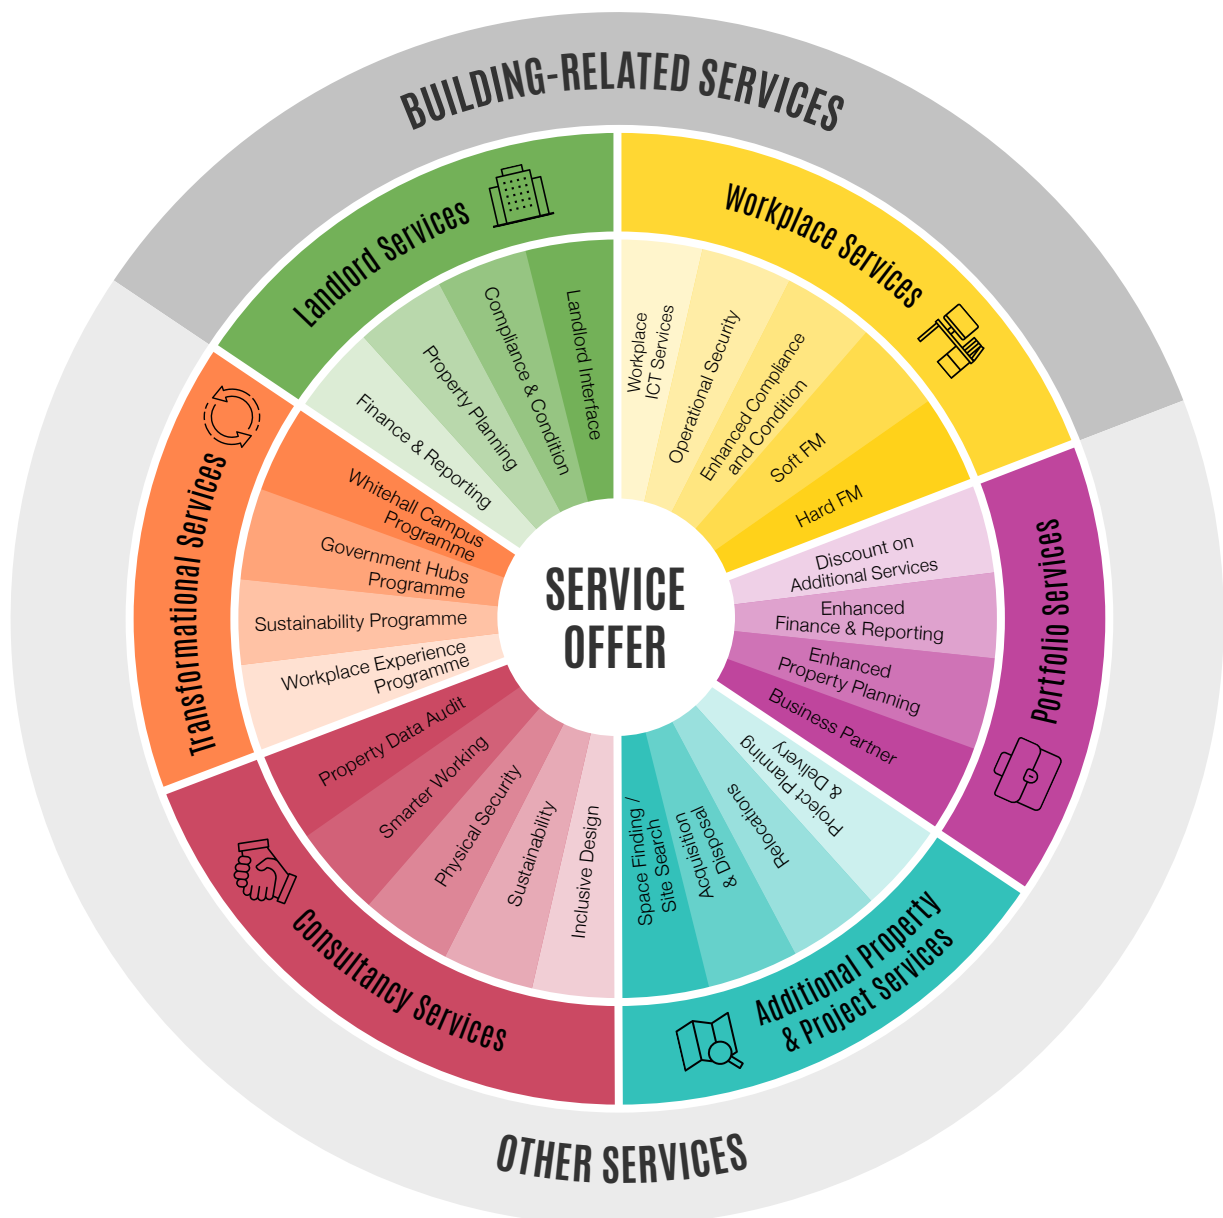 BUILDING-RELATED SERVICES
Landlord Services
Finance & Reporting
Property Planning
Compliance & Condition
Landlord Interface
Workplace Services
Workplace
ICT Services
Operational Security
Enhanced Compliance
and Condition
Soft FM
Hard FM
Portfolio Services
Discount on
Additional Services
Enhanced
Finance & Reporting
Enhanced
Property Planning
Business Partner
Additional Property
& Project Services
Project Planning
& Delivery
Relocations
Acquisition
& Disposal
Space Finding /
Site Search
Consultancy Services
Inclusive Design
Sustainability
Physical Security
Smarter Working
Property Data Audit
Transformational Services
Workplace Experience
Programme
Sustainability Programme
Government Hubs
Programme
Whitehall Campus
Programme
SERVICE
OFFER
OTHER SERVICES